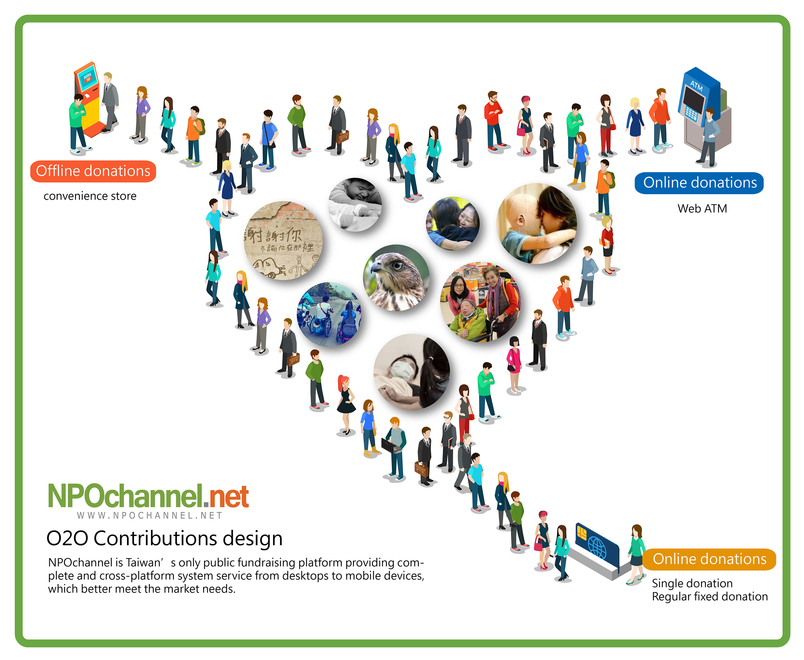 ATM
Offline donations
convenience store
Online donations
Web ATM
謝謝你
NPOchannel.net
WWW.NPOCHANNEL.NET
O2O Contributions design
NPOchannel is Taiwan's only public fundraising platform providing com-
plete and cross-platform system service from desktops to mobile devices,
which better meet the market needs.
Online donations
Single donation
Regular fixed donation